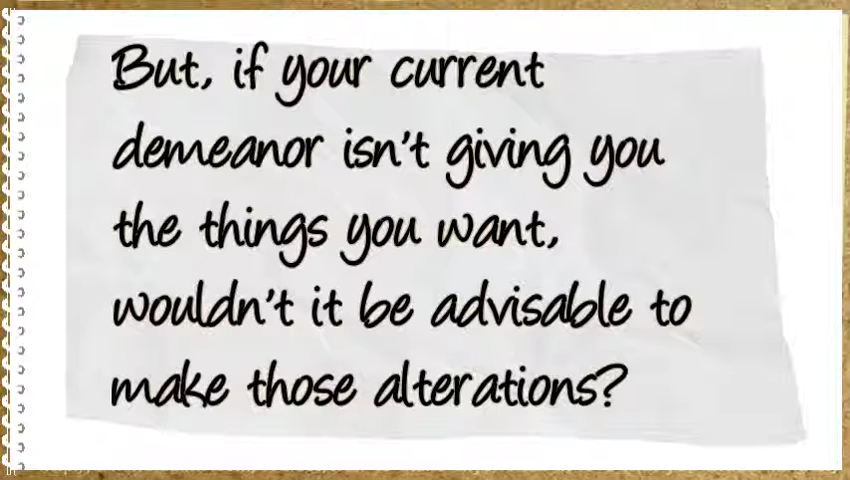 But, if your current
demeanor isn't giving you
the things you want,
wouldn't it be advisable to
make those alterations?